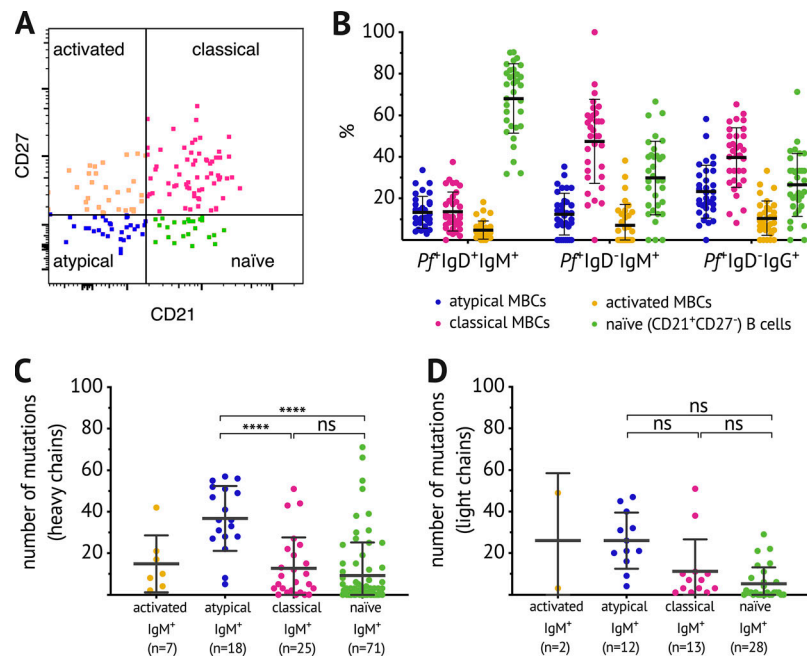 A
activated
classical
CD27
atypical
naïve
CD21
B
100
80
60
40
20
%
Pf⁺IgD⁺IgM⁺
Pf⁺IgD⁻IgM⁺
Pf⁺IgD⁻IgG⁺
atypical MBCs
activated MBCs
classical MBCs
naïve (CD21⁺CD27⁻) B cells
C
number of mutations
(heavy chains)
100
80
60
40
20
****
****
ns
activated
atypical
classical
naïve
IgM⁺
IgM⁺
IgM⁺
IgM⁺
(n=7)
(n=18)
(n=25)
(n=71)
D
number of mutations
(light chains)
100
80
60
40
20
ns
ns
ns
activated
atypical
classical
naïve
IgM⁺
IgM⁺
IgM⁺
IgM⁺
(n=2)
(n=12)
(n=13)
(n=28)